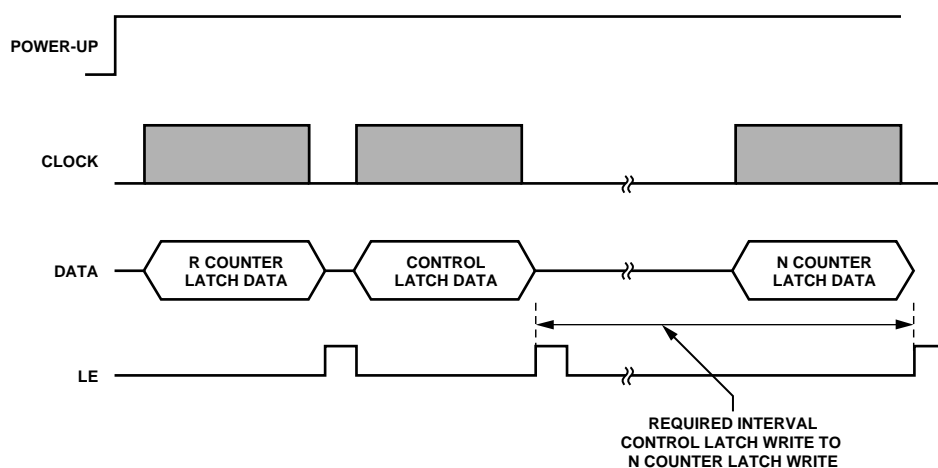 POWER-UP
CLOCK
DATA
R COUNTER
LATCH DATA
CONTROL
LATCH DATA
N COUNTER
LATCH DATA
LE
REQUIRED INTERVAL
CONTROL LATCH WRITE TO
N COUNTER LATCH WRITE